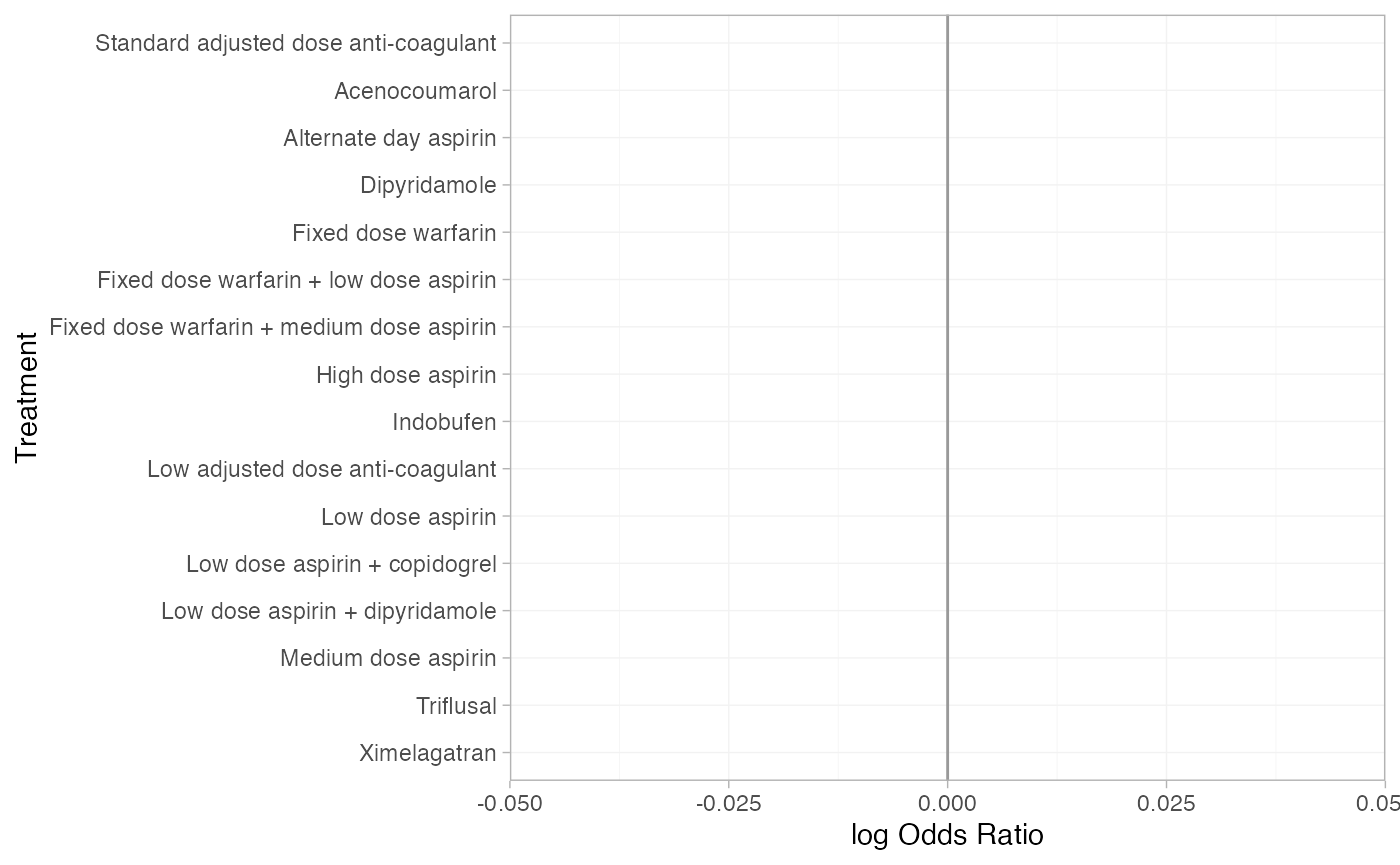 Standard adjusted dose anti-coagulant
Acenocoumarol
Alternate day aspirin
Dipyridamole
Fixed dose warfarin
Fixed dose warfarin + low dose aspirin
Fixed dose warfarin + medium dose aspirin
High dose aspirin
Indobufen
Low adjusted dose anti-coagulant
Low dose aspirin
Low dose aspirin + copidogrel
Low dose aspirin + dipyridamole
Medium dose aspirin
Triflusal
Ximelagatran
Treatment
-0.050 -0.025 0.000 0.025 0.05
log Odds Ratio